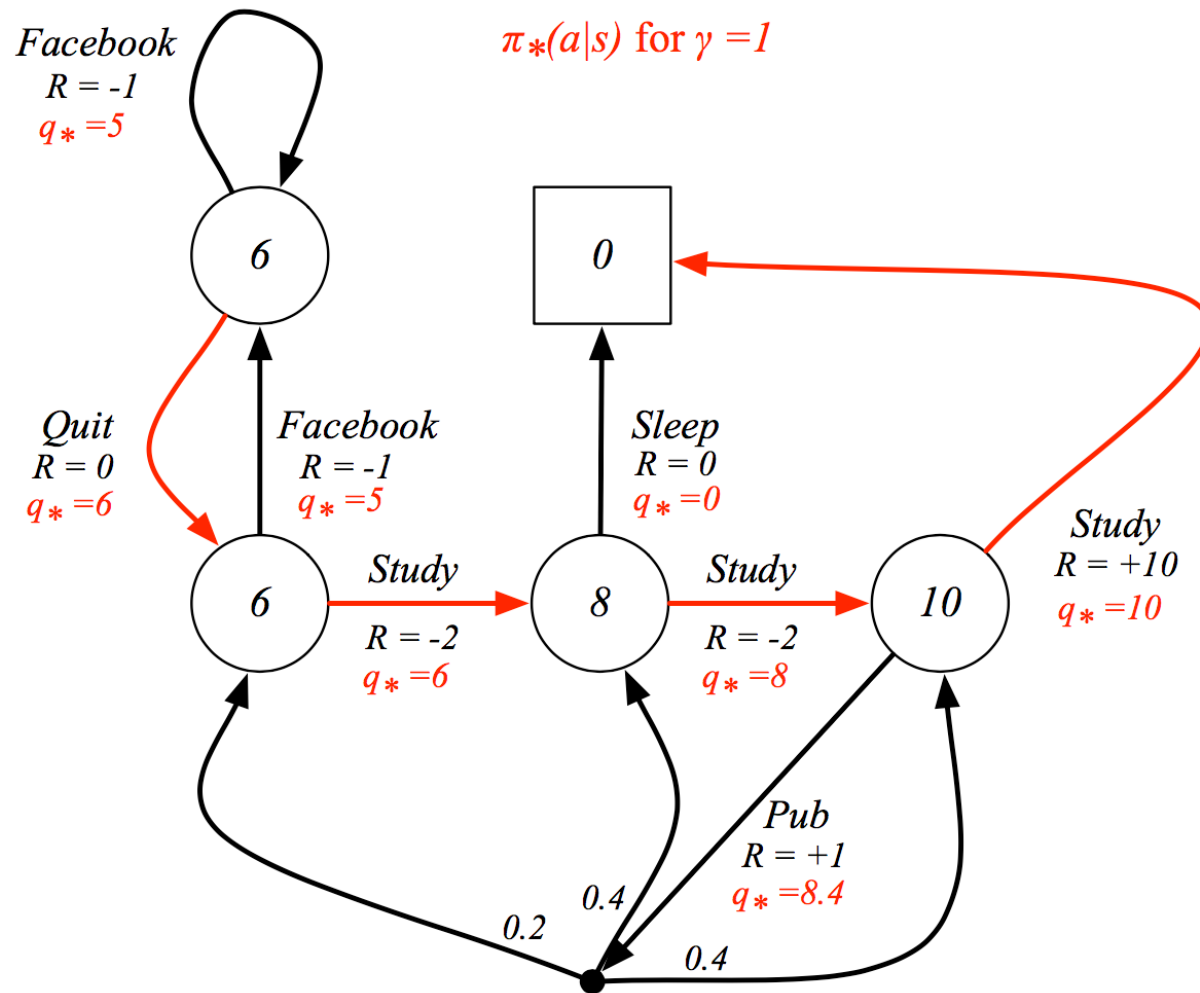 π*(a|s) for γ =1
Facebook
R = -1
q* =5
6
0
Quit
R = 0
q* =6
Facebook
R = -1
q* =5
Sleep
R = 0
q* =0
Study
R = +10
q* =10
6
Study
R = -2
q* =6
8
Study
R = -2
q* =8
10
Pub
R = +1
q* =8.4
0.2
0.4
0.4